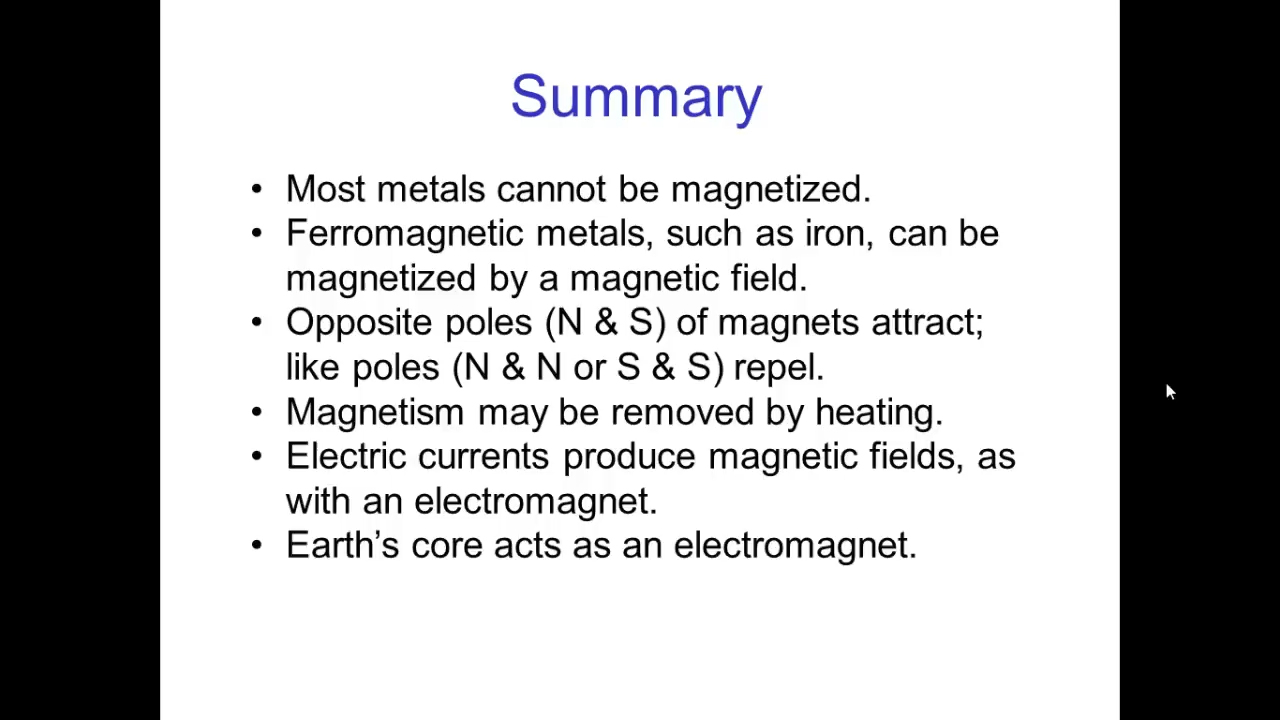 Summary
• Most metals cannot be magnetized.
• Ferromagnetic metals, such as iron, can be
magnetized by a magnetic field.
• Opposite poles (N & S) of magnets attract;
like poles (N & N or S & S) repel.
• Magnetism may be removed by heating.
• Electric currents produce magnetic fields, as
with an electromagnet.
• Earth’s core acts as an electromagnet.